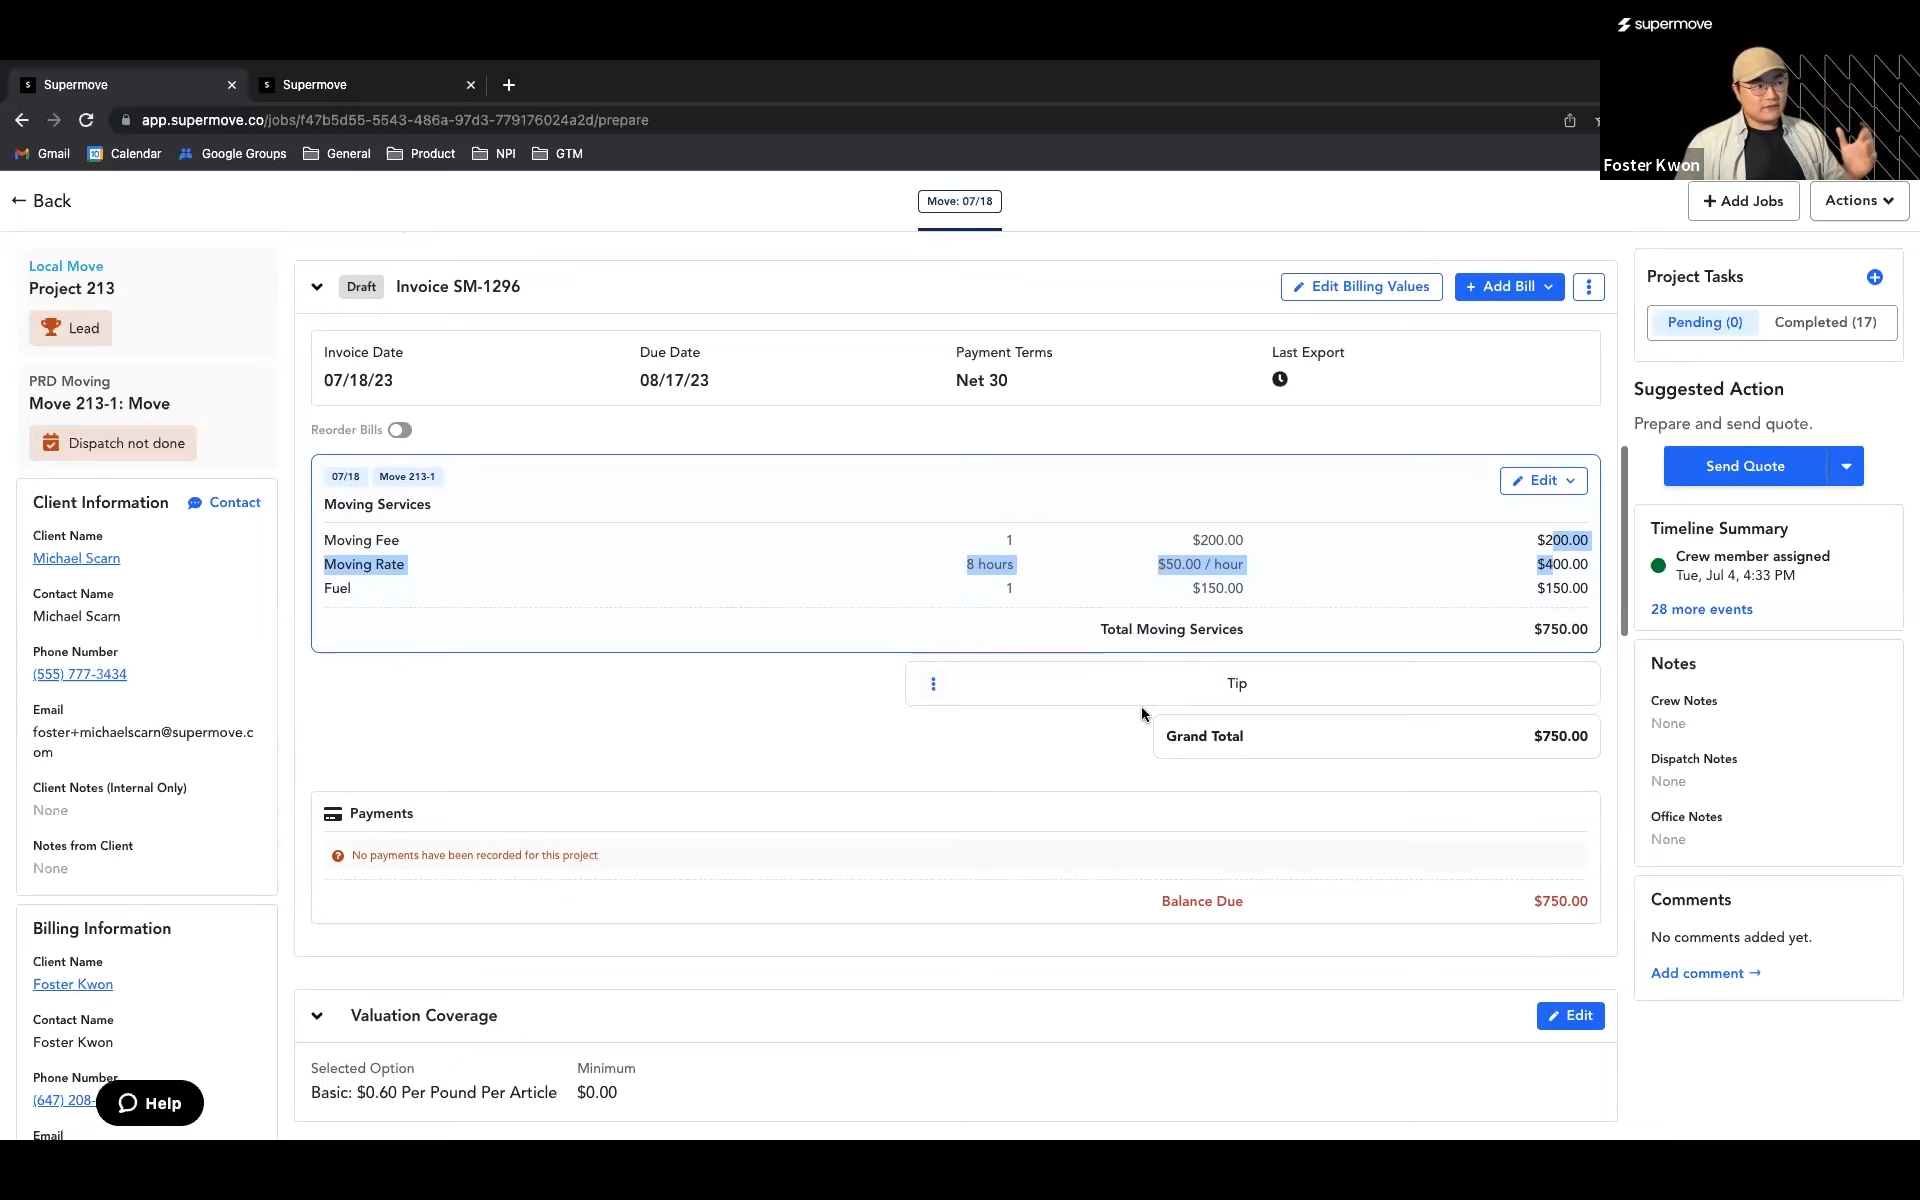 supermove
Supermove
Supermove
app.supermove.co/jobs/f47b5d55-5543-486a-97d3-779176024a2d/prepare
Gmail
10 Calendar
Google Groups
General
Product
NPI
GTM
Foster Kwon
← Back
Move: 07/18
+ Add Jobs
Actions
Local Move
Project 213
Lead
PRD Moving
Move 213-1: Move
Dispatch not done
Client Information
Contact
Client Name
Michael Scarn
Contact Name
Michael Scarn
Phone Number
(555) 777-3434
Email
foster+michaelscarn@supermove.c
om
Client Notes (Internal Only)
None
Notes from Client
None
Billing Information
Client Name
Foster Kwon
Contact Name
Foster Kwon
Phone Number
(647) 208-
Email
Help
Draft
Invoice SM-1296
Edit Billing Values
+ Add Bill
Invoice Date
Due Date
Payment Terms
Last Export
07/18/23
08/17/23
Net 30
Reorder Bills
07/18
Move 213-1
Edit
Moving Services
Moving Fee 1 $200.00 $200.00
Moving Rate 8 hours $50.00 / hour $400.00
Fuel 1 $150.00 $150.00
Total Moving Services $750.00
Tip
Grand Total $750.00
Payments
No payments have been recorded for this project
Balance Due $750.00
Valuation Coverage
Edit
Selected Option
Minimum
Basic: $0.60 Per Pound Per Article
$0.00
Project Tasks
Pending (0)
Completed (17)
Suggested Action
Prepare and send quote.
Send Quote
Timeline Summary
Crew member assigned
Tue, Jul 4, 4:33 PM
28 more events
Notes
Crew Notes
None
Dispatch Notes
None
Office Notes
None
Comments
No comments added yet.
Add comment →